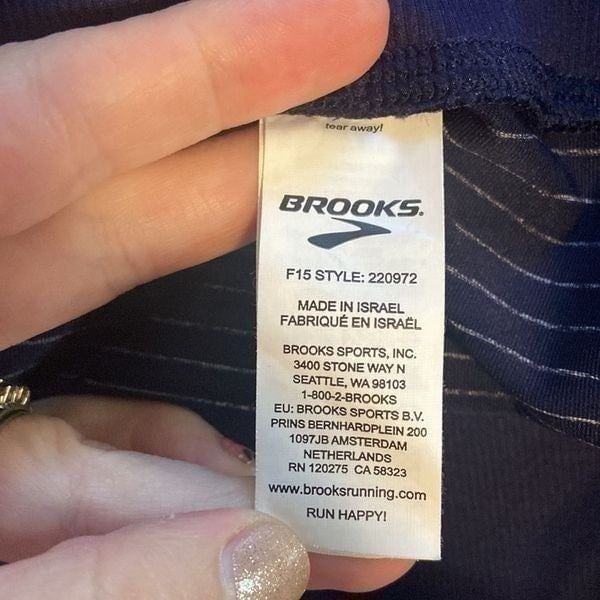 tear away!
BROOKS.
F15 STYLE: 220972
MADE IN ISRAEL
FABRIQUÉ EN ISRAËL
BROOKS SPORTS, INC.
3400 STONE WAY N
SEATTLE, WA 98103
1-800-2-BROOKS
EU: BROOKS SPORTS B.V.
PRINS BERNHARDPLEIN 200
1097JB AMSTERDAM
NETHERLANDS
RN 120275 CA 58323
www.brooksrunning.com
RUN HAPPY!